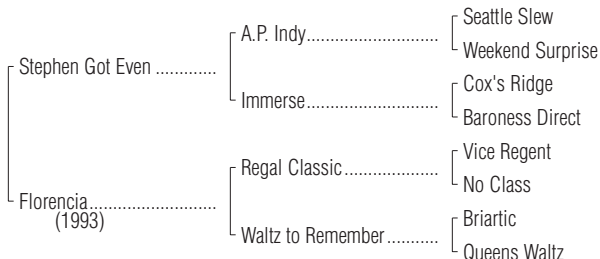 Seattle Slew
A.P. Indy..............................
Weekend Surprise
Stephen Got Even ..............
Cox's Ridge
Immerse..............................
Baroness Direct
Vice Regent
Regal Classic.....................
No Class
Florencia.............................
(1993)
Briartic
Waltz to Remember...........
Queens Waltz